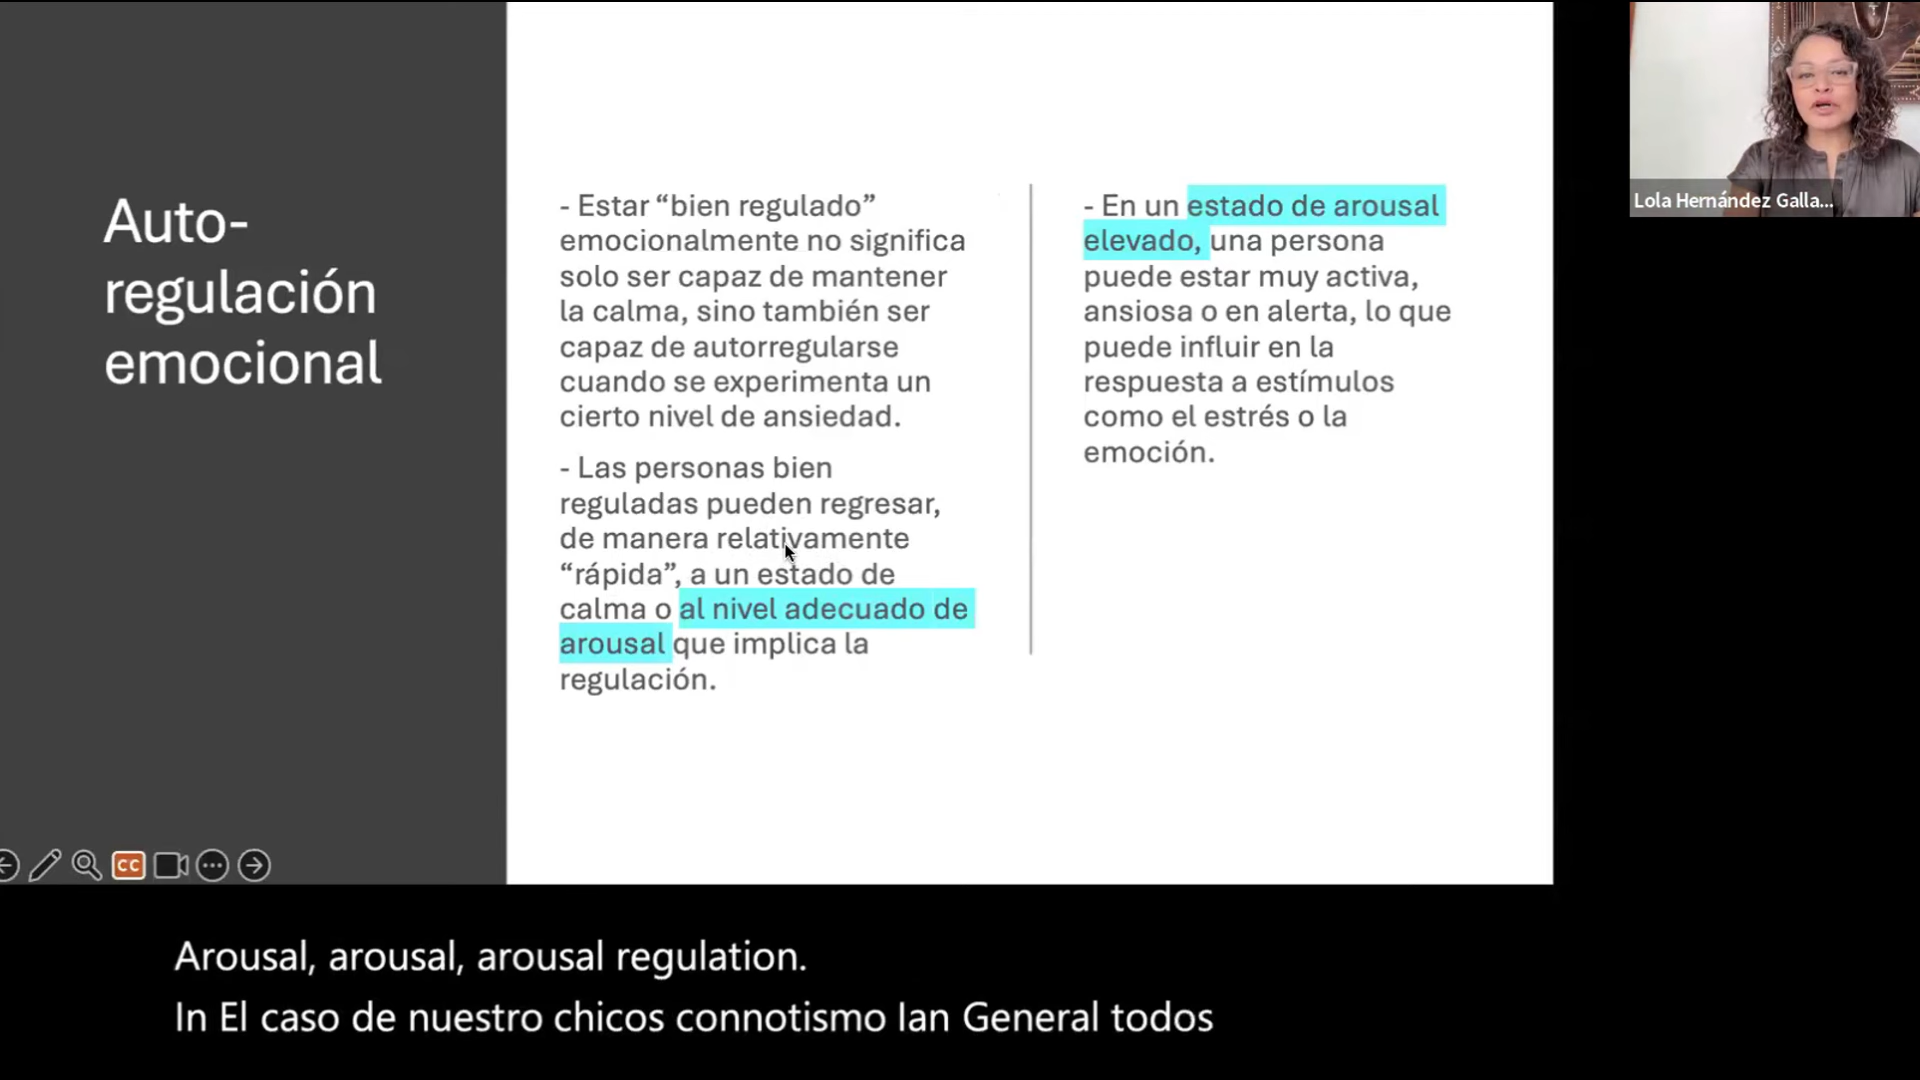 Auto-
regulación
emocional
- Estar “bien regulado”
emocionalmente no significa
solo ser capaz de mantener
la calma, sino también ser
capaz de autorregularse
cuando se experimenta un
cierto nivel de ansiedad.
- Las personas bien
reguladas pueden regresar,
de manera relativamente
“rápida”, a un estado de
calma o al nivel adecuado de
arousal que implica la
regulación.
- En un estado de arousal
elevado, una persona
puede estar muy activa,
ansiosa o en alerta, lo que
puede influir en la
respuesta a estímulos
como el estrés o la
emoción.
Lola Hernández Galla...
CC
Arousal, arousal, arousal regulation.
In El caso de nuestro chicos connotismo Ian General todos